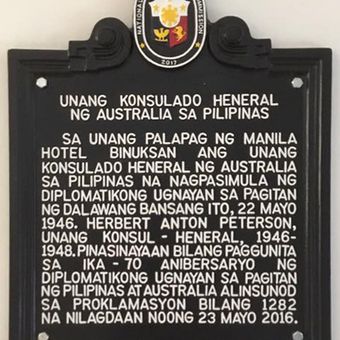 2017
UNANG KONSULADO HENERAL
NG AUSTRALIA SA PILIPINAS
SA UNANG PALAPAG NG MANILA
HOTEL BINUKSAN ANG UNANG
KONSULADO HENERAL NG AUSTRALIA
SA PILIPINAS NA NAGPASIMULA NG
DIPLOMATIKONG UGNAYAN SA PAGITAN
NG DALAWANG BANSANG ITO, 22 MAYO
1946. HERBERT ANTON PETERSON,
UNANG KONSUL - HENERAL, 1946-
1948. PINASINAYAAN BILANG PAGGUNITA
SA IKA - 70 ANIBERSARYO NG
DIPLOMATIKONG UGNAYAN SA PAGITAN
NG PILIPINAS AT AUSTRALIA ALINSUNOD
SA PROKLAMASYON BILANG 1282
NA NILAGDAAN NOONG 23 MAYO 2016.